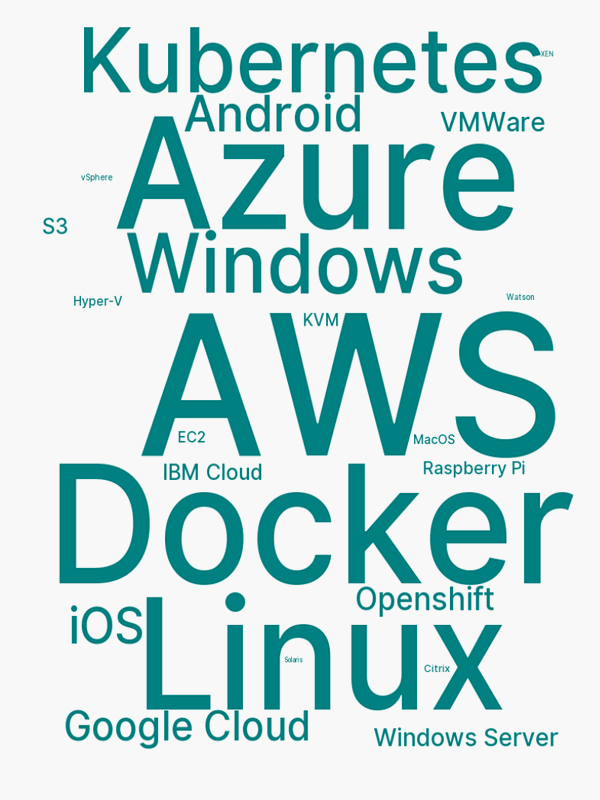 Kubernetes
XEN
Android
VMWare
Azure
vSphere
S3
Windows
Hyper-V
Watson
KVM
AWS
EC2
MacOS
IBM Cloud
Raspberry Pi
Docker
Openshift
iOS
Linux
Solaris
Citrix
Google Cloud
Windows Server